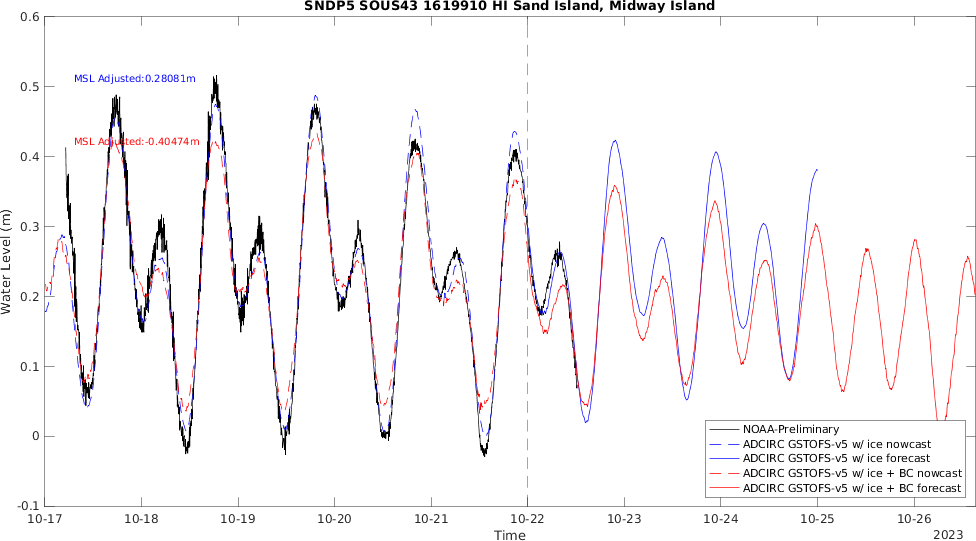 SNDP5 SOUS43 1619910 HI Sand Island, Midway Island
0.6
0.5
0.4
0.3
0.2
0.1
0
-0.1
Water Level (m)
MSL Adjusted:0.28081m
MSL Adjusted:-0.40474m
NOAA-Preliminary
ADCIRC GSTOFS-v5 w/ ice nowcast
ADCIRC GSTOFS-v5 w/ ice forecast
ADCIRC GSTOFS-v5 w/ ice + BC nowcast
ADCIRC GSTOFS-v5 w/ ice + BC forecast
10-17 10-18 10-19 10-20 10-21 10-22 10-23 10-24 10-25 10-26
Time
2023